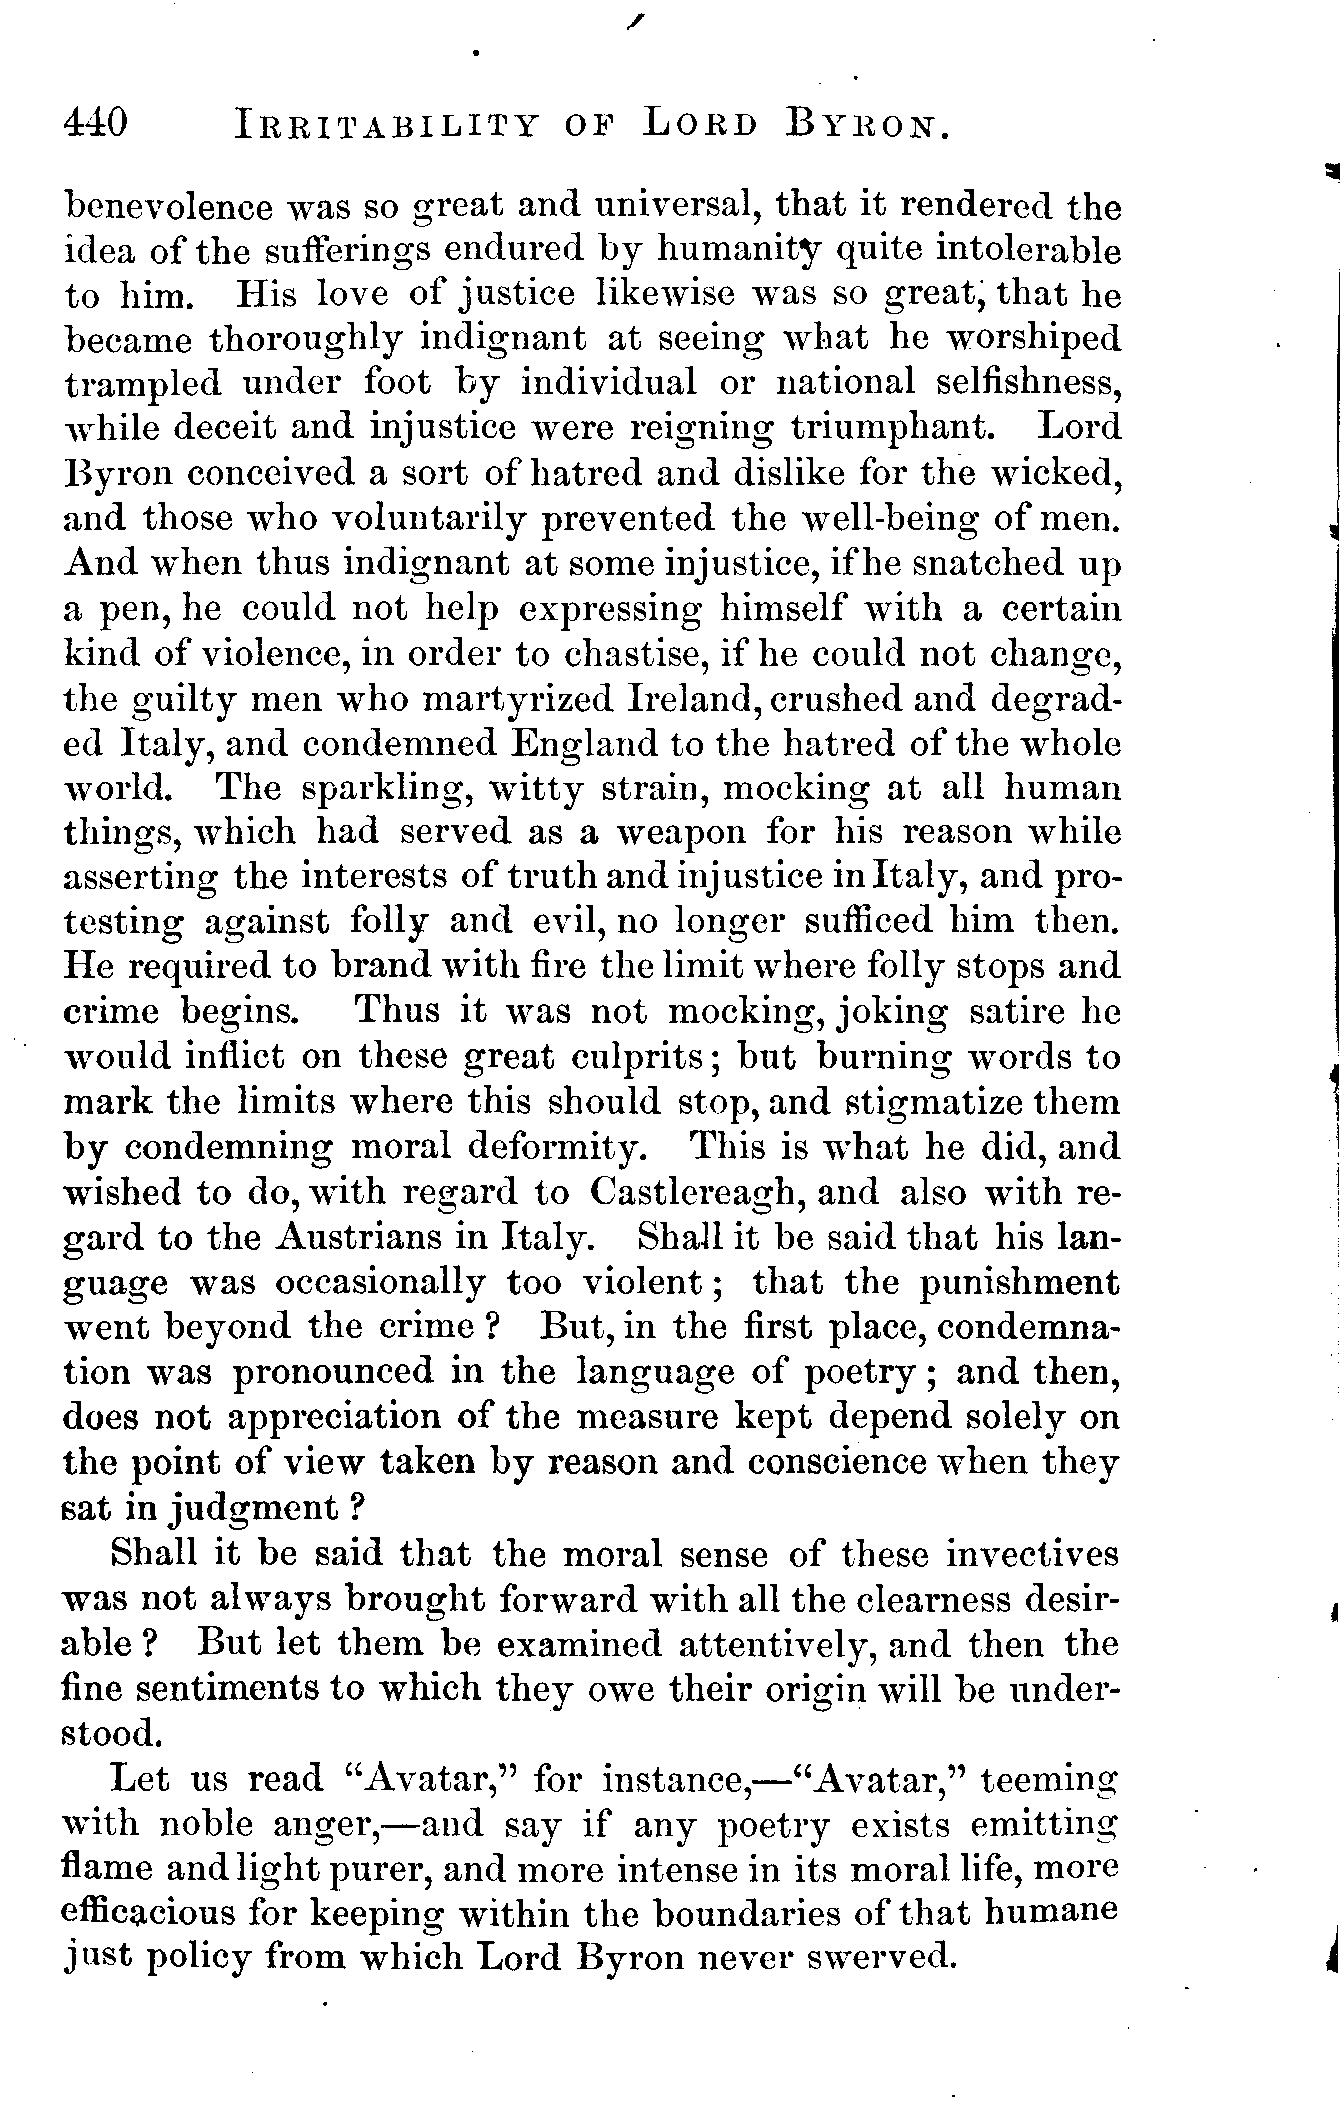 440 IRRITABILITY OF LORD BYRON.
benevolence was so great and universal, that it rendered the
idea of the sufferings endured by humanity quite intolerable
to him. His love of justice likewise was so great, that he
became thoroughly indignant at seeing what he worshiped
trampled under foot by individual or national selfishness,
while deceit and injustice were reigning triumphant. Lord
Byron conceived a sort of hatred and dislike for the wicked,
and those who voluntarily prevented the well-being of men.
And when thus indignant at some injustice, if he snatched up
a pen, he could not help expressing himself with a certain
kind of violence, in order to chastise, if he could not change,
the guilty men who martyrized Ireland, crushed and degrad-
ed Italy, and condemned England to the hatred of the whole
world. The sparkling, witty strain, mocking at all human
things, which had served as a weapon for his reason while
asserting the interests of truth and injustice in Italy, and pro-
testing against folly and evil, no longer sufficed him then.
He required to brand with fire the limit where folly stops and
crime begins. Thus it was not mocking, joking satire he
would inflict on these great culprits; but burning words to
mark the limits where this should stop, and stigmatize them
by condemning moral deformity. This is what he did, and
wished to do, with regard to Castlereagh, and also with re-
gard to the Austrians in Italy. Shall it be said that his lan-
guage was occasionally too violent; that the punishment
went beyond the crime? But, in the first place, condemna-
tion was pronounced in the language of poetry; and then,
does not appreciation of the measure kept depend solely on
the point of view taken by reason and conscience when they
sat in judgment?
Shall it be said that the moral sense of these invectives
was not always brought forward with all the clearness desir-
able? But let them be examined attentively, and then the
fine sentiments to which they owe their origin will be under-
stood.
Let us read "Avatar," for instance,—"Avatar," teeming
with noble anger,—and say if any poetry exists emitting
flame and light purer, and more intense in its moral life, more
efficacious for keeping within the boundaries of that humane
just policy from which Lord Byron never swerved.